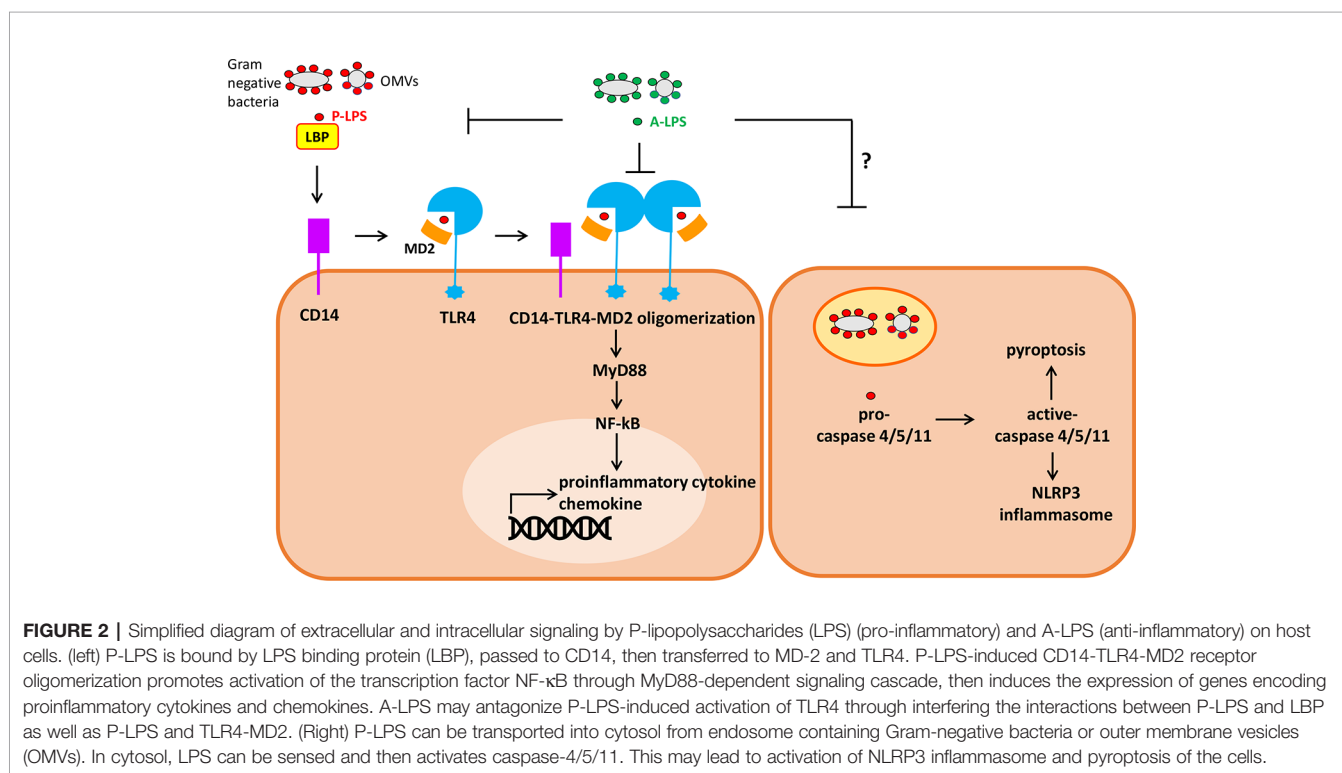 Gram
negative
bacteria
OMVs
P-LPS
LBP
A-LPS
?
MD2
CD14
TLR4
CD14-TLR4-MD2 oligomerization
MyD88
NF-kB
proinflammatory cytokine
chemokine
pro-
caspase 4/5/11
pyroptosis
active-
caspase 4/5/11
NLRP3
inflammasome
FIGURE 2 | Simplified diagram of extracellular and intracellular signaling by P-lipopolysaccharides (LPS) (pro-inflammatory) and A-LPS (anti-inflammatory) on host
cells. (left) P-LPS is bound by LPS binding protein (LBP), passed to CD14, then transferred to MD-2 and TLR4. P-LPS-induced CD14-TLR4-MD2 receptor
oligomerization promotes activation of the transcription factor NF-κB through MyD88-dependent signaling cascade, then induces the expression of genes encoding
proinflammatory cytokines and chemokines. A-LPS may antagonize P-LPS-induced activation of TLR4 through interfering the interactions between P-LPS and LBP
as well as P-LPS and TLR4-MD2. (Right) P-LPS can be transported into cytosol from endosome containing Gram-negative bacteria or outer membrane vesicles
(OMVs). In cytosol, LPS can be sensed and then activates caspase-4/5/11. This may lead to activation of NLRP3 inflammasome and pyroptosis of the cells.